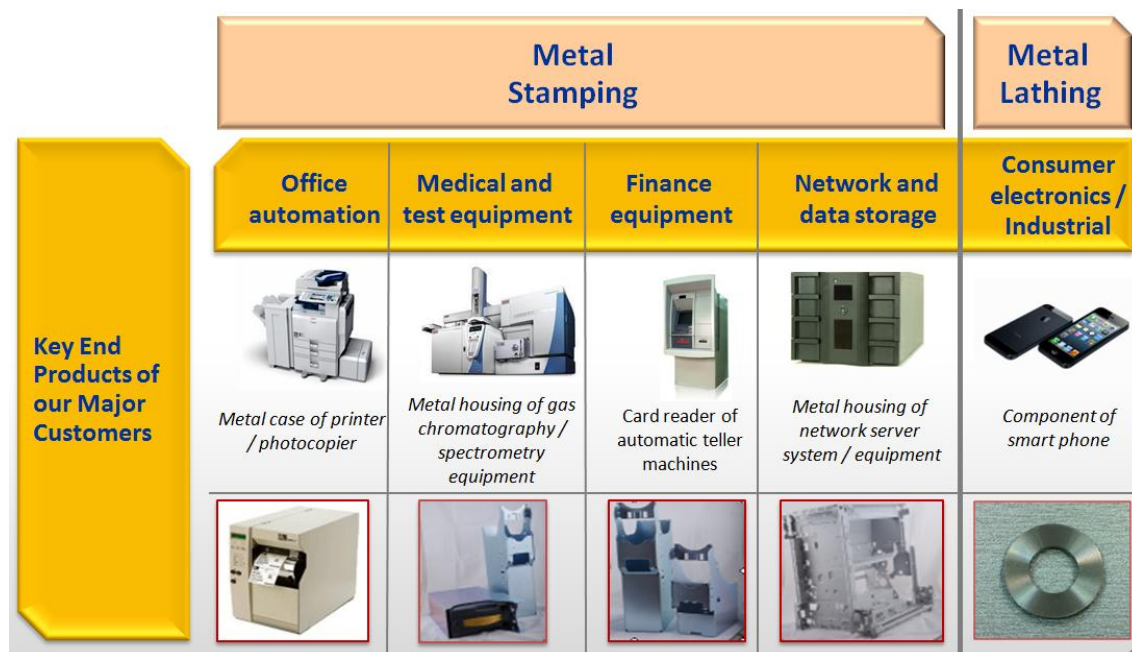 Metal
Stamping
Metal
Lathing
Office
automation
Medical and
test equipment
Finance
equipment
Network and
data storage
Consumer
electronics /
Industrial
Key End
Products of
our Major
Customers
Metal case of printer
/ photocopier
Metal housing of gas
chromatography /
spectrometry
equipment
Card reader of
automatic teller
machines
Metal housing of
network server
system / equipment
Component of
smart phone